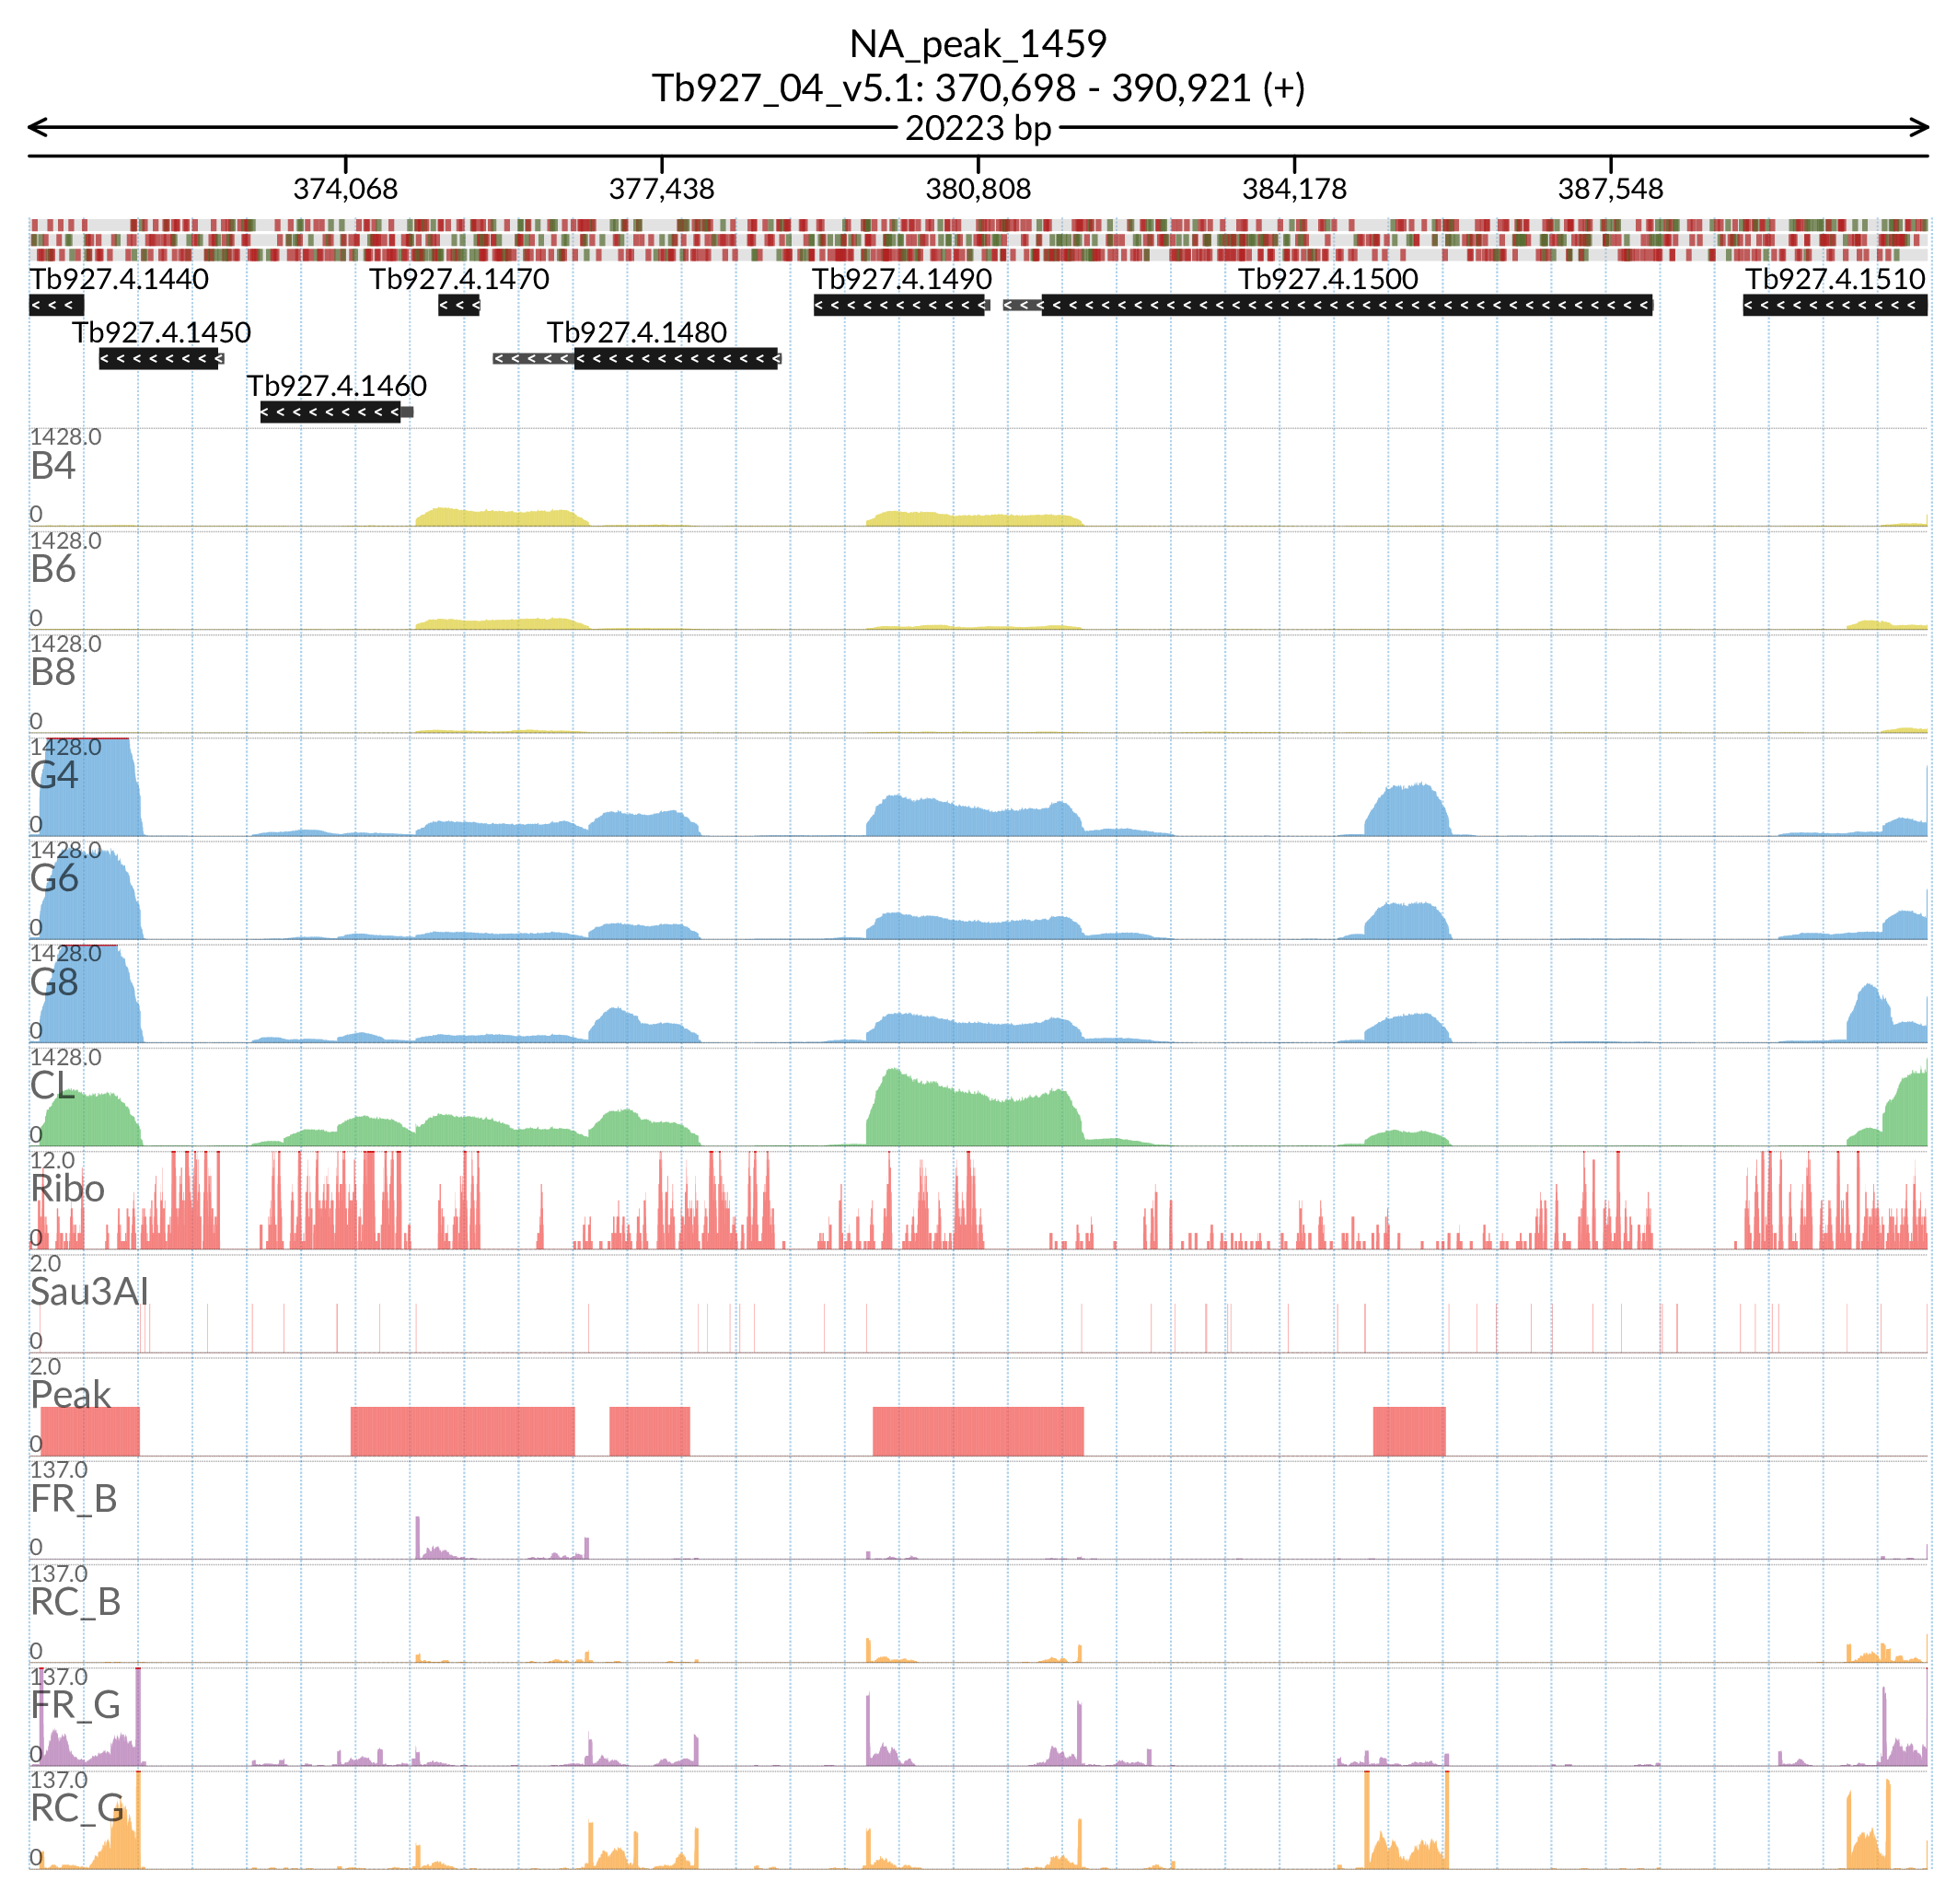 NA_peak_1459
Tb927_04_v5.1: 370,698 - 390,921 (+)
20223 bp
374,068 377,438 380,808 384,178 387,548
Tb927.4.1440 Tb927.4.1470 Tb927.4.1490 Tb927.4.1500 Tb927.4.1510
Tb927.4.1450 Tb927.4.1480
Tb927.4.1460
1428.0
B4
0
1428.0
B6
0
1428.0
B8
0
1428.0
G4
0
1428.0
G6
0
1428.0
G8
0
1428.0
CL
0
12.0
Ribo
0
2.0
Sau3AI
0
2.0
Peak
0
137.0
FR_B
0
137.0
RC_B
0
137.0
FR_G
0
137.0
RC_G
0